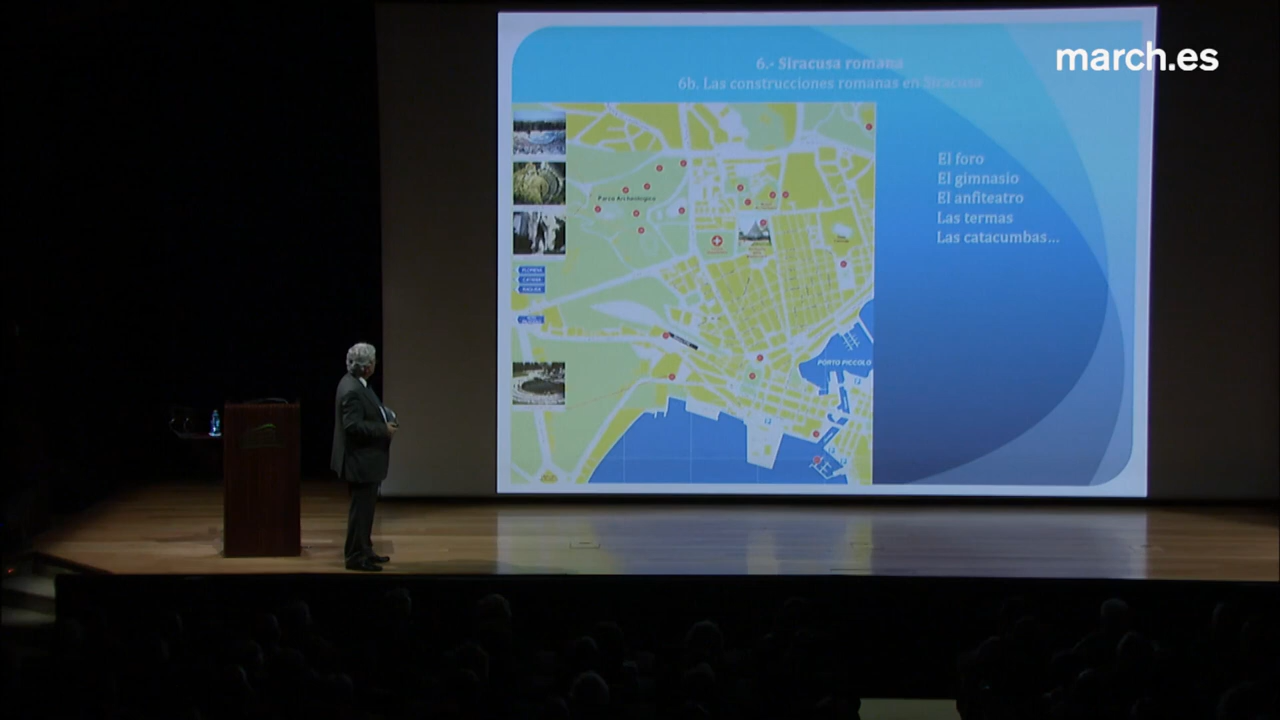 march.es
6.- Siracusa romana
6b. Las construcciones romanas en Siracusa
El foro
El gimnasio
El anfiteatro
Las termas
Las catacumbas...
Parco Archeologico
PORTO PICCOLO